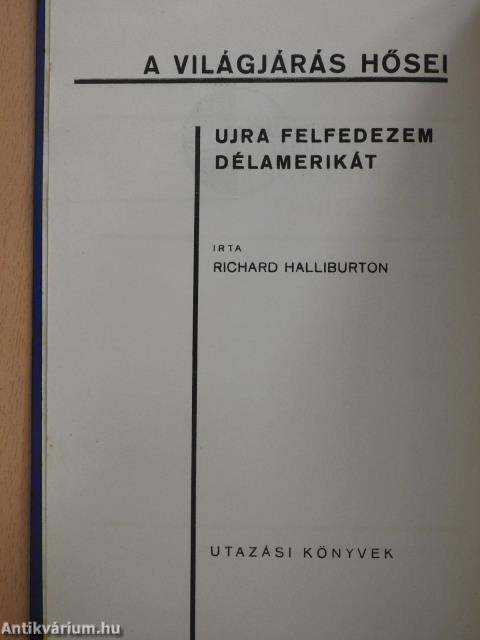 A VILÁGJÁRÁS HŐSEI
UJRA FELFEDEZEM
DÉLAMERIKÁT
IRTA
RICHARD HALLIBURTON
UTAZÁSI KÖNYVEK
Antikvárium.hu